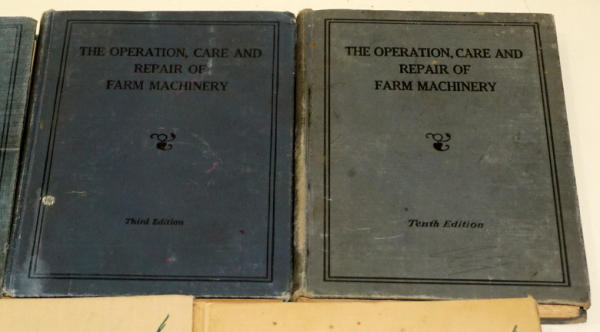 THE OPERATION, CARE AND
REPAIR OF
FARM MACHINERY
Third Edition
THE OPERATION, CARE AND
REPAIR OF
FARM MACHINERY
Tenth Edition